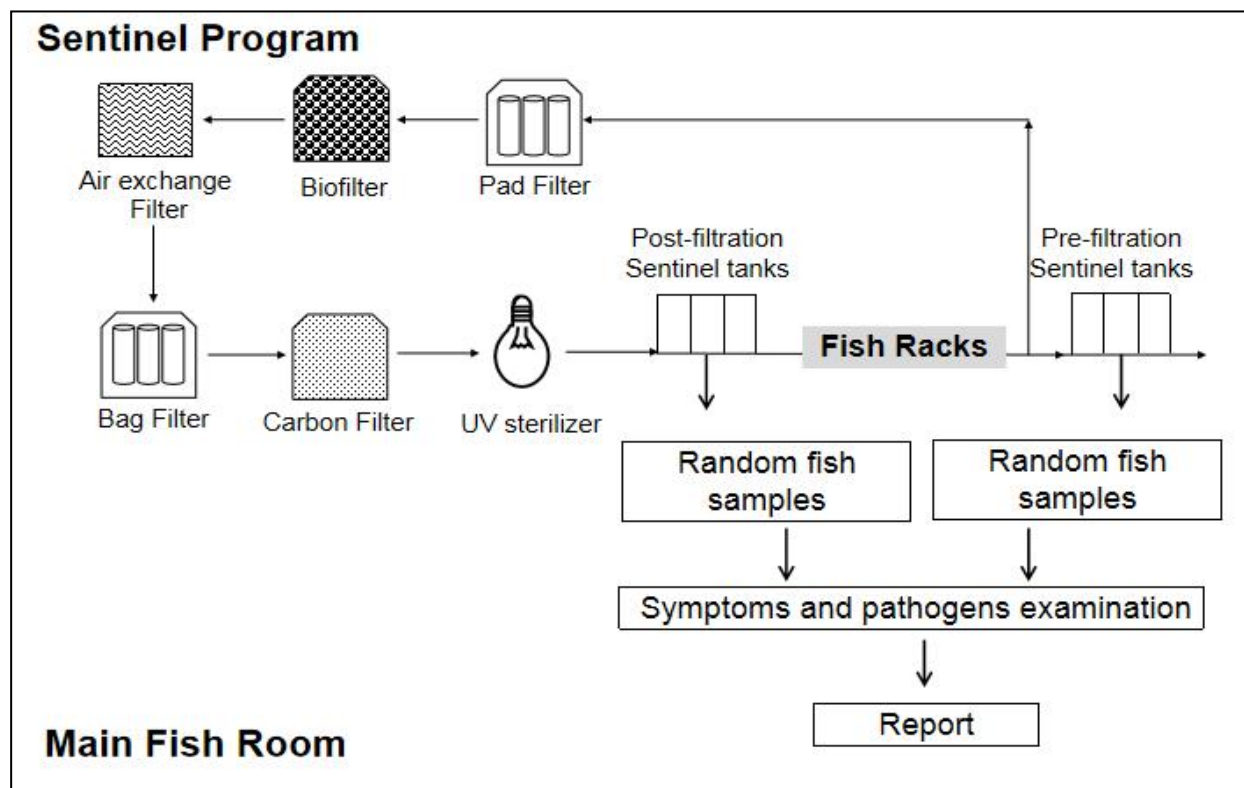 Sentinel Program
Air exchange
Filter
Biofilter
Pad Filter
Post-filtration
Sentinel tanks
Pre-filtration
Sentinel tanks
Fish Racks
Bag Filter
Carbon Filter
UV sterilizer
Random fish
samples
Random fish
samples
Symptoms and pathogens examination
Report
Main Fish Room